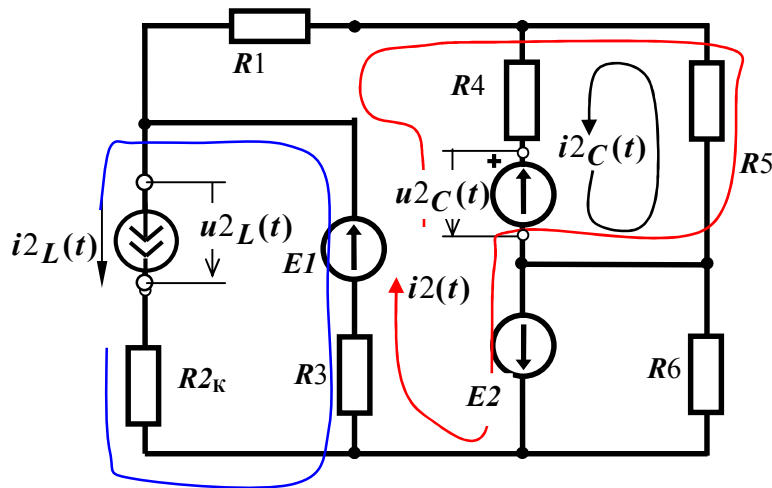 R1
R4
+
i2C(t)
R5
u2C(t)
u2L(t)
i2L(t)
E1
i2(t)
R2к
R3
E2
R6